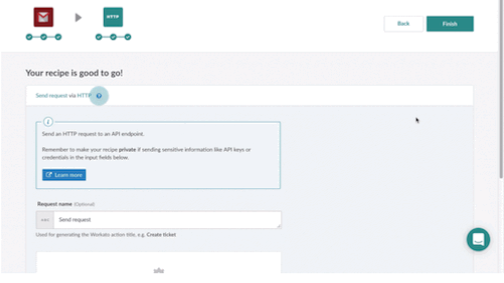 HTTP
Back
Finish
Your recipe is good to go!
Send request via HTTP
Send an HTTP request to an API endpoint.
Remember to make your recipe private if sending sensitive information like API keys or
credentials in the input fields below.
Learn more
Request name (Optional)
Send request
Used for generating the Workato action title, e.g. Create ticket